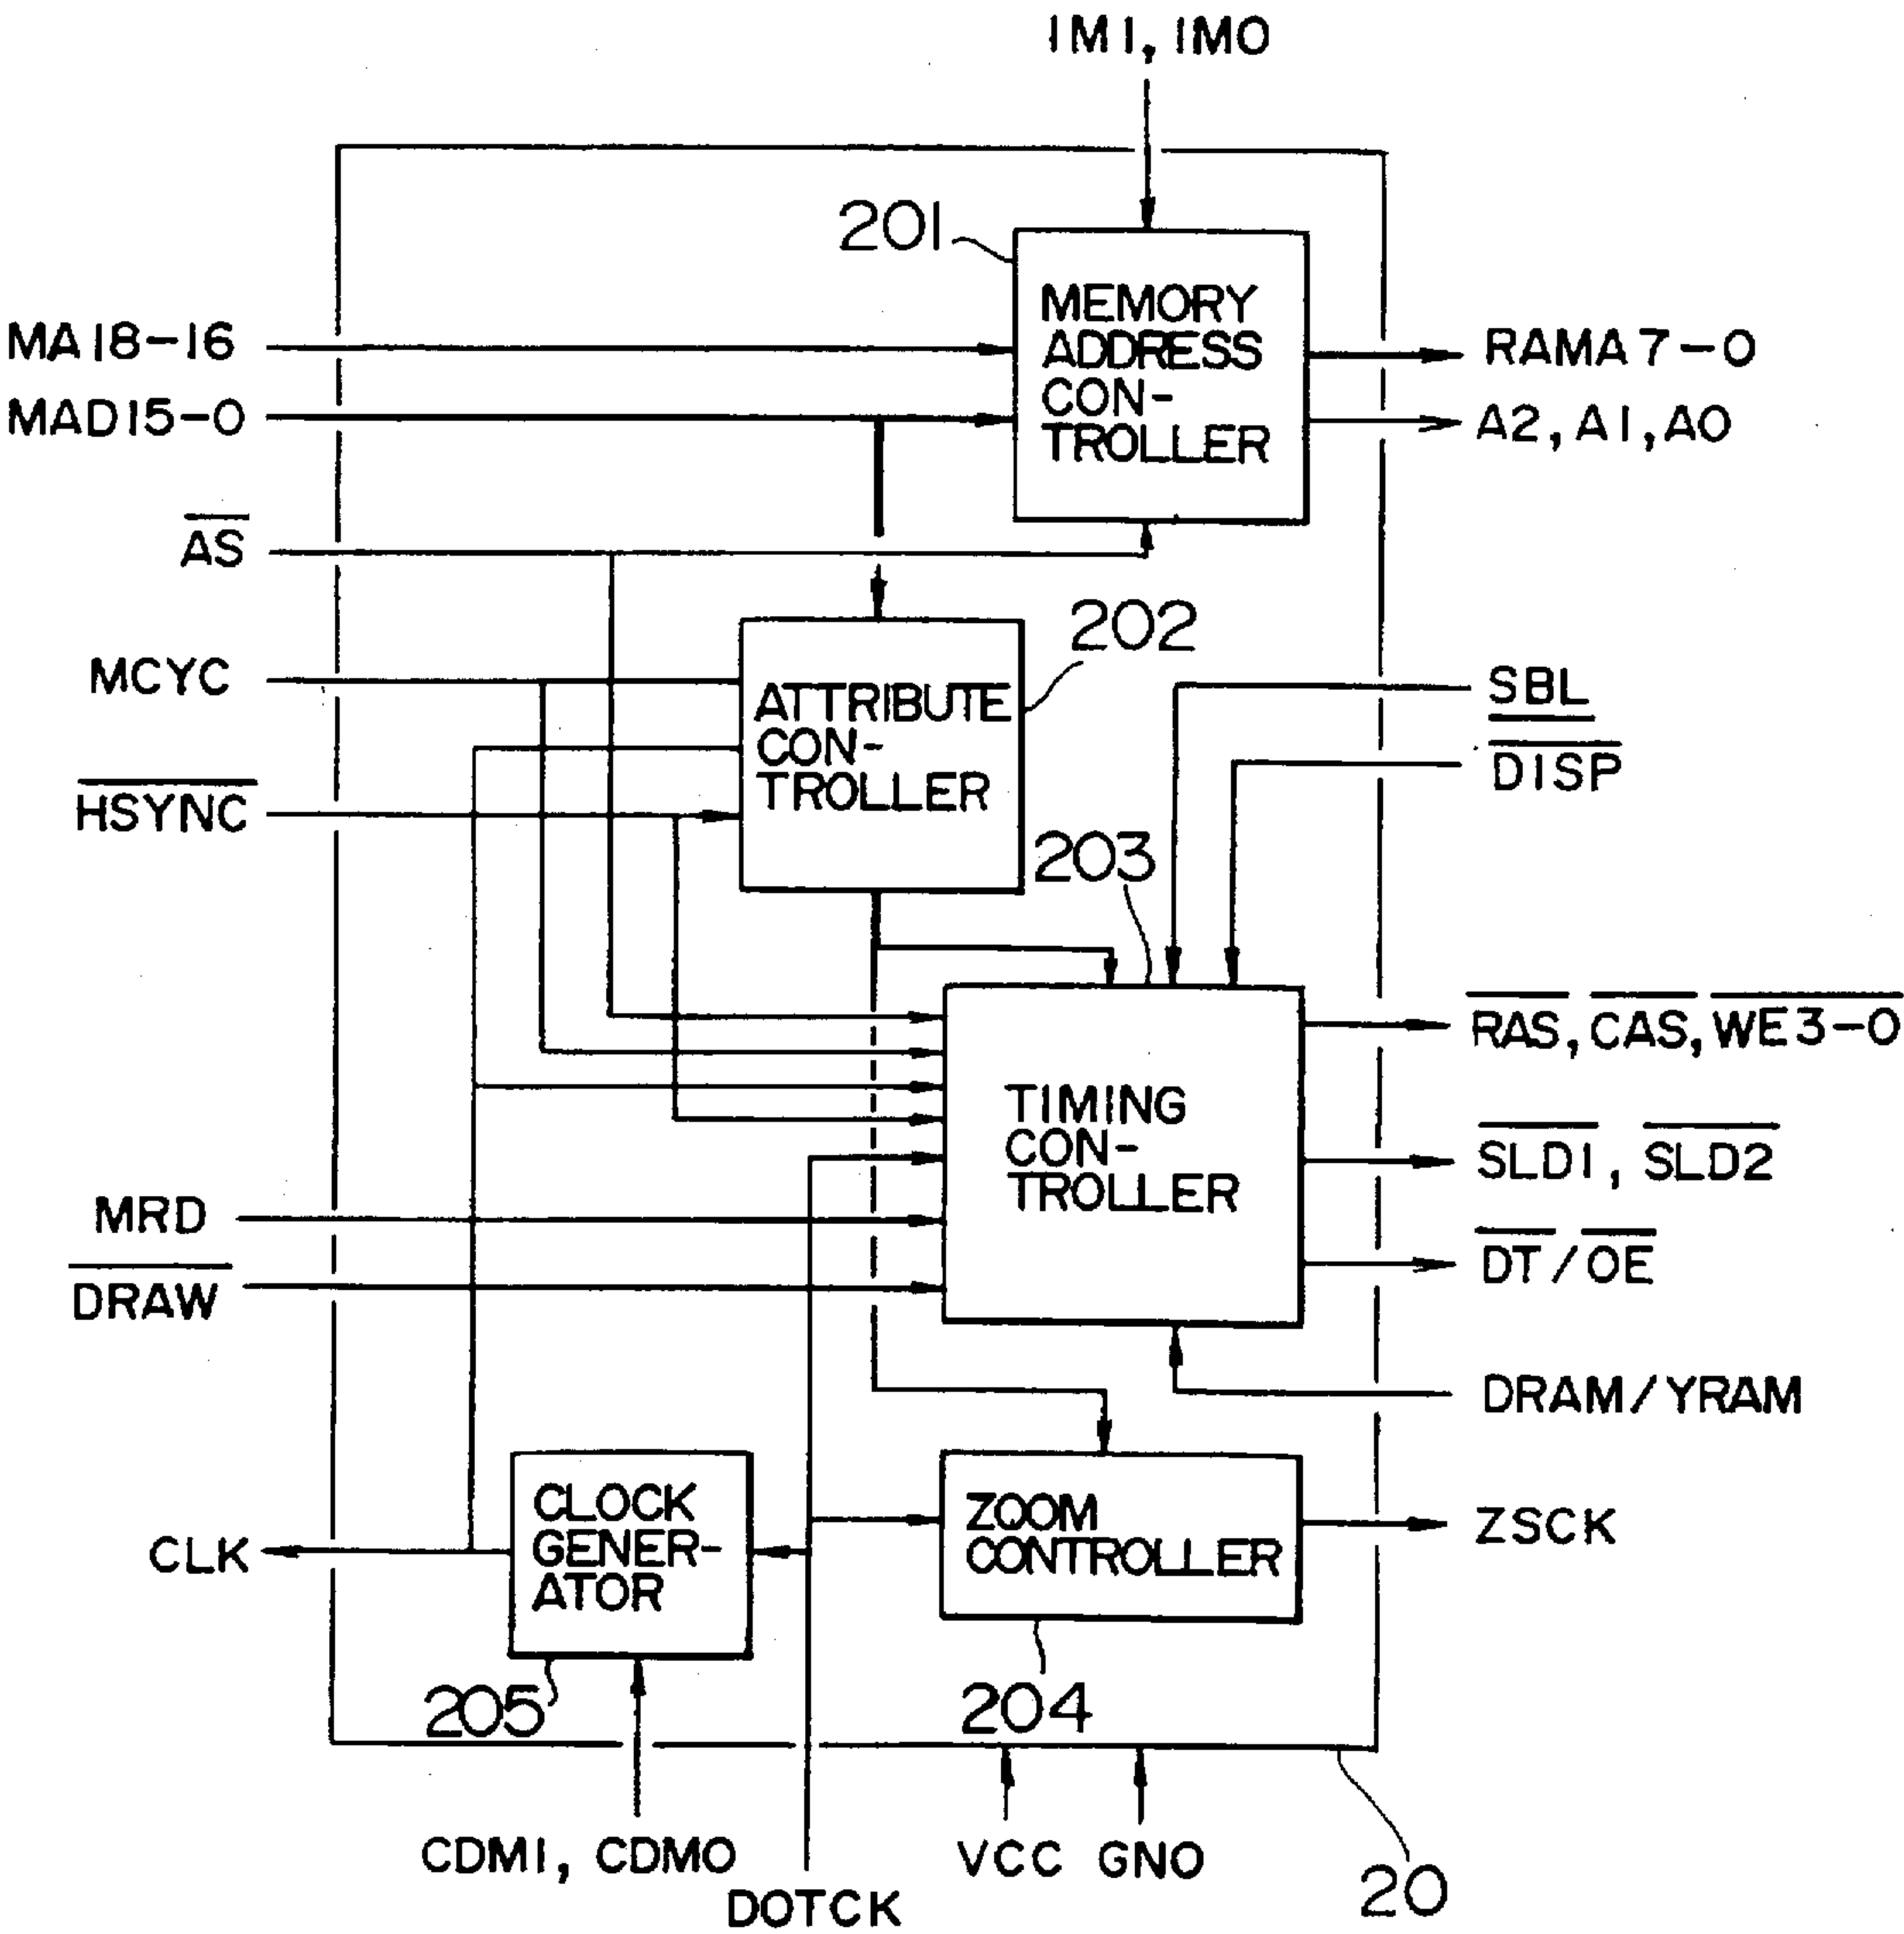 IM1, IM0
201
MEMORY
ADDRESS
CON-
TROLLER
MA18-16
MAD15-0
RAMA7-0
A2, A1, A0
AS
202
MCYC
ATTRIBUTE
CON-
TROLLER
SBL
DISP
HSYNC
203
RAS, CAS, WE3-0
TIMING
CON-
TROLLER
SLD1, SLD2
MRD
DT/OE
DRAW
DRAM/YRAM
CLOCK
GENER-
ATOR
ZOOM
CONTROLLER
ZSCK
CLK
205
204
CDM1, CDM0
VCC GNO
DOTCK
20